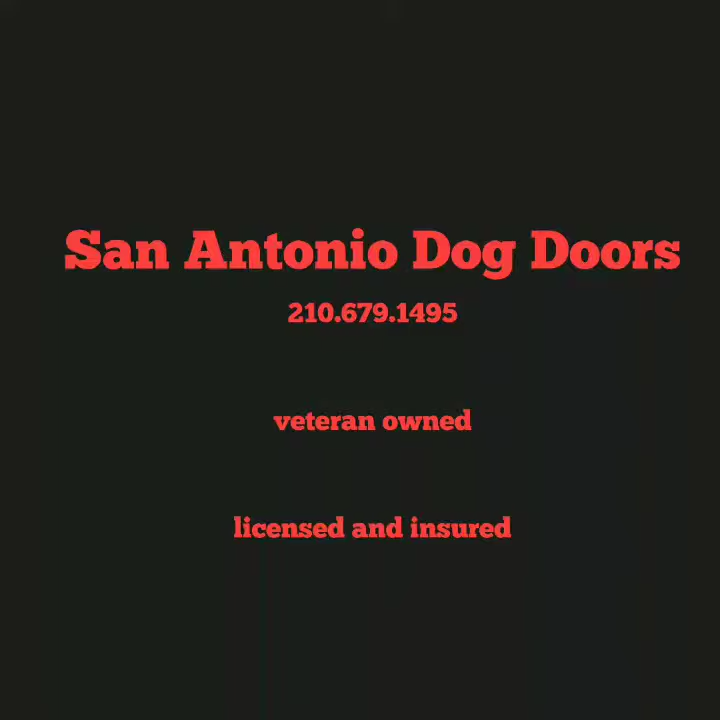 San Antonio Dog Doors
210.679.1495
veteran owned
licensed and insured